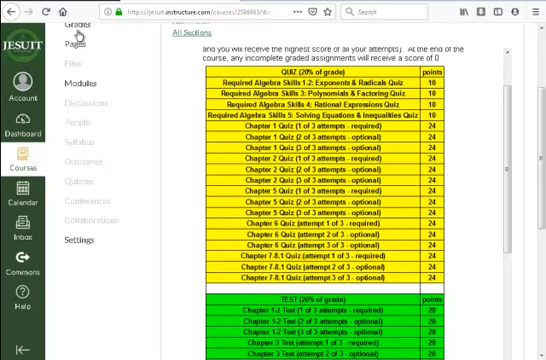 https://jesuit.instructure.com/courses/2586083/dis
Search
Grades
All Sections
JESUIT
Pages
and you will receive the highest score of all your attempts). At the end of the
course, any incomplete graded assignments will receive a score of 0.
Files
Modules
Account
Discussions
People
Dashboard
Syllabus
Outcomes
Courses
Quizzes
Conferences
Calendar
Collaborations
Settings
Inbox
Commons
Help
QUIZ (20% of grade) points
Required Algebra Skills 1-2: Exponents & Radicals Quiz 10
Required Algebra Skills 3: Polynomials & Factoring Quiz 10
Required Algebra Skills 4: Rational Expressions Quiz 10
Required Algebra Skills 5: Solving Equations & Inequalities Quiz 10
Chapter 1 Quiz (1 of 3 attempts - required) 24
Chapter 1 Quiz (2 of 3 attempts - optional) 24
Chapter 1 Quiz (3 of 3 attempts - optional) 24
Chapter 2 Quiz (1 of 3 attempts - required) 24
Chapter 2 Quiz (2 of 3 attempts - optional) 24
Chapter 2 Quiz (3 of 3 attempts - optional) 24
Chapter 5 Quiz (1 of 3 attempts - required) 24
Chapter 5 Quiz (2 of 3 attempts - optional) 24
Chapter 5 Quiz (3 of 3 attempts - optional) 24
Chapter 6 Quiz (attempt 1 of 3 - required) 24
Chapter 6 Quiz (attempt 2 of 3 - optional) 24
Chapter 6 Quiz (attempt 3 of 3 - optional) 24
Chapter 7-8.1 Quiz (attempt 1 of 3 - required) 24
Chapter 7-8.1 Quiz (attempt 2 of 3 - optional) 24
Chapter 7-8.1 Quiz (attempt 3 of 3 - optional) 24
TEST (20% of grade) points
Chapter 1-2 Test (1 of 3 attempts - required) 20
Chapter 1-2 Test (2 of 3 attempts - optional) 20
Chapter 1-2 Test (3 of 3 attempts - optional) 20
Chapter 3 Test (attempt 1 of 3 - required) 20
Chapter 3 Test (attempt 2 of 3 - optional) 20